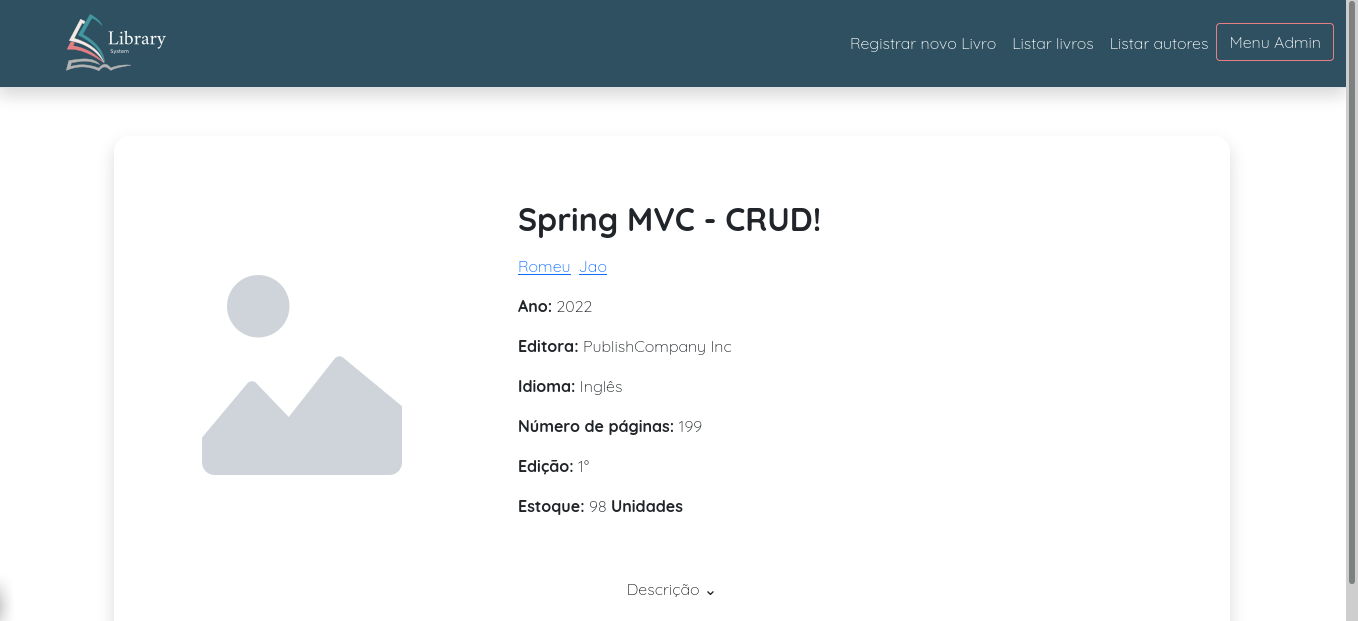 Library
System
Registrar novo Livro Listar livros Listar autores Menu Admin
Spring MVC - CRUD!
Romeu Jao
Ano: 2022
Editora: PublishCompany Inc
Idioma: Inglês
Número de páginas: 199
Edição: 1°
Estoque: 98 Unidades
Descrição